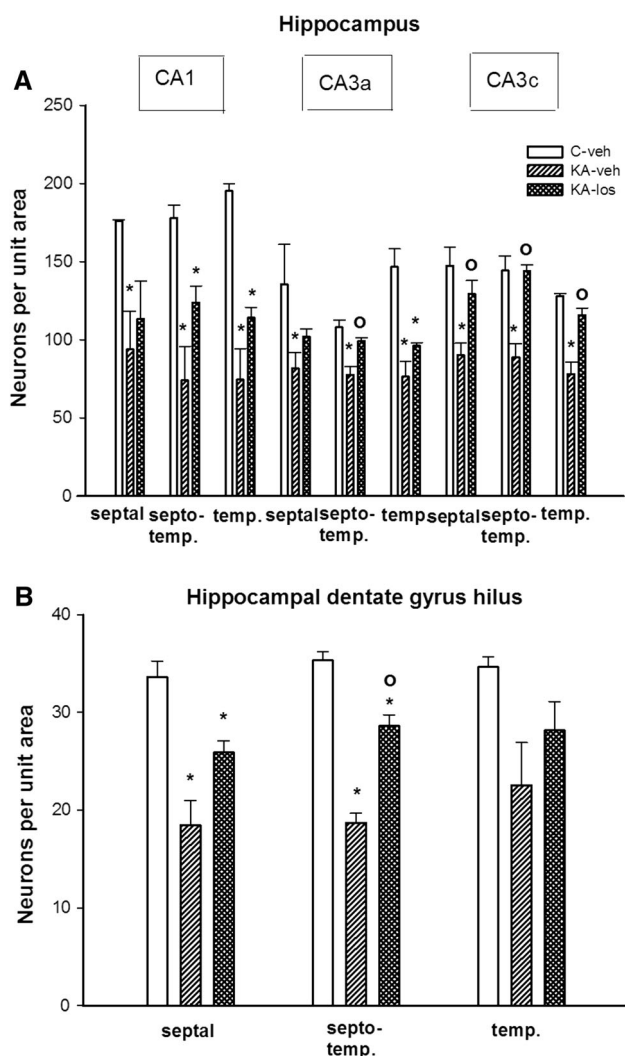 Hippocampus
A
CA1
CA3a
CA3c
250
200
150
100
50
0
Neurons per unit area
C-veh
KA-veh
KA-los
* * * * * * * * O * * * O * O * O
septal septo- temp. septal septo- temp septal septo- temp.
temp. temp. temp.
B
Hippocampal dentate gyrus hilus
40
30
20
10
0
Neurons per unit area
* * * O *
septal septo- temp.
temp.